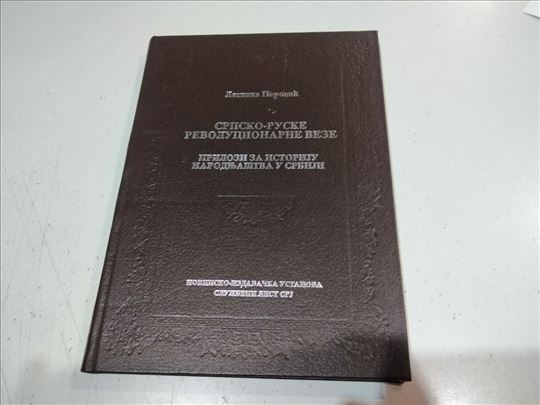 Латинка Перовић
СРПСКО-РУСКЕ
РЕВОЛУЦИОНАРНЕ ВЕЗЕ
ПРИЛОЗИ ЗА ИСТОРИЈУ
НАРОДЊАШТВА У СРБИЈИ
НОВИНСКО-ИЗДАВАЧКА УСТАНОВА
СЛУЖБЕНИ ЛИСТ СРЈ